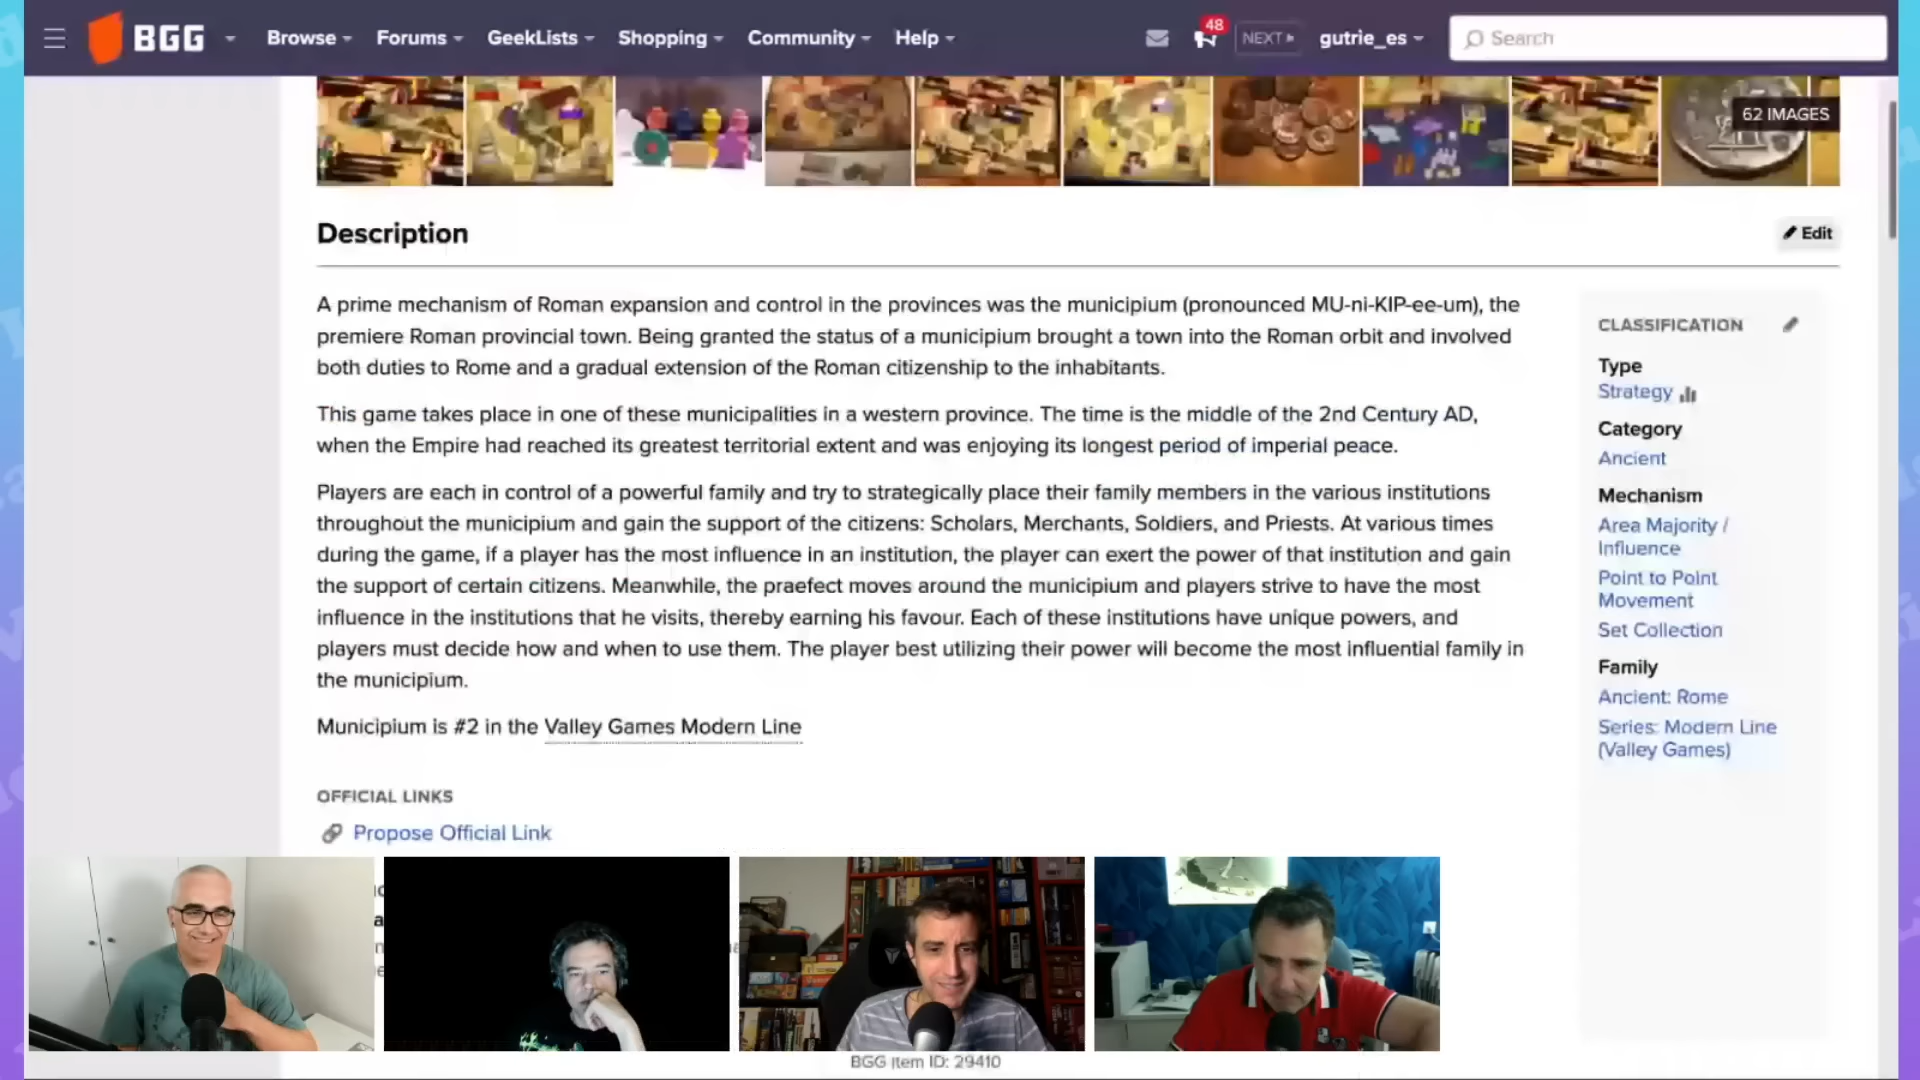 BGG
Browse
Forums
GeekLists
Shopping
Community
Help
48
NEXT
gutrie_es
Search
62 IMAGES
Description
Edit
A prime mechanism of Roman expansion and control in the provinces was the municipium (pronounced MU-ni-KIP-ee-um), the
premiere Roman provincial town. Being granted the status of a municipium brought a town into the Roman orbit and involved
both duties to Rome and a gradual extension of the Roman citizenship to the inhabitants.
This game takes place in one of these municipalities in a western province. The time is the middle of the 2nd Century AD,
when the Empire had reached its greatest territorial extent and was enjoying its longest period of imperial peace.
Players are each in control of a powerful family and try to strategically place their family members in the various institutions
throughout the municipium and gain the support of the citizens: Scholars, Merchants, Soldiers, and Priests. At various times
during the game, if a player has the most influence in an institution, the player can exert the power of that institution and gain
the support of certain citizens. Meanwhile, the praefect moves around the municipium and players strive to have the most
influence in the institutions that he visits, thereby earning his favour. Each of these institutions have unique powers, and
players must decide how and when to use them. The player best utilizing their power will become the most influential family in
the municipium.
Municipium is #2 in the Valley Games Modern Line
OFFICIAL LINKS
Propose Official Link
CLASSIFICATION
Type
Strategy
Category
Ancient
Mechanism
Area Majority /
Influence
Point to Point
Movement
Set Collection
Family
Ancient: Rome
Series: Modern Line
(Valley Games)
BGG Item ID: 29410